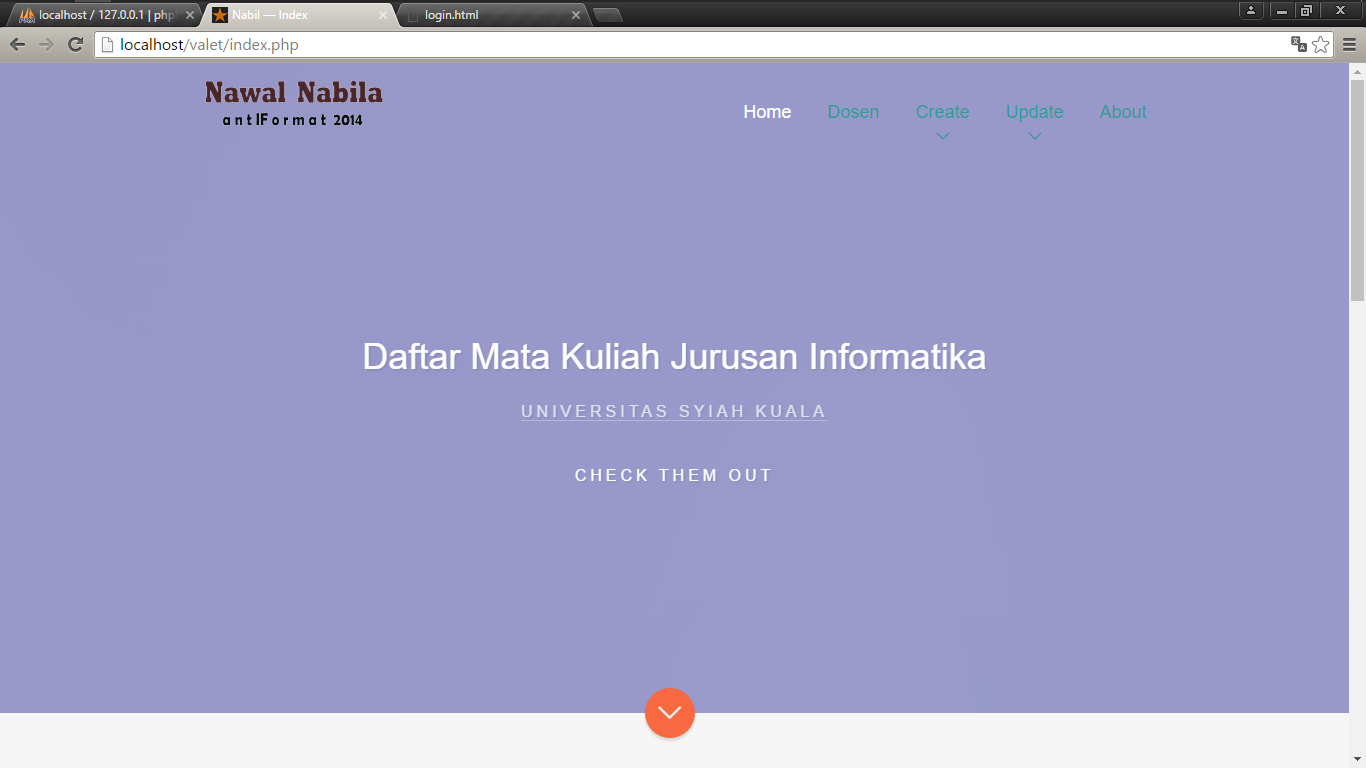 localhost / 127.0.0.1 | php
Nabil — Index
login.html
localhost/valet/index.php
Nawal Nabila
antIFormat 2014
Home
Dosen
Create
Update
About
Daftar Mata Kuliah Jurusan Informatika
UNIVERSITAS SYIAH KUALA
CHECK THEM OUT